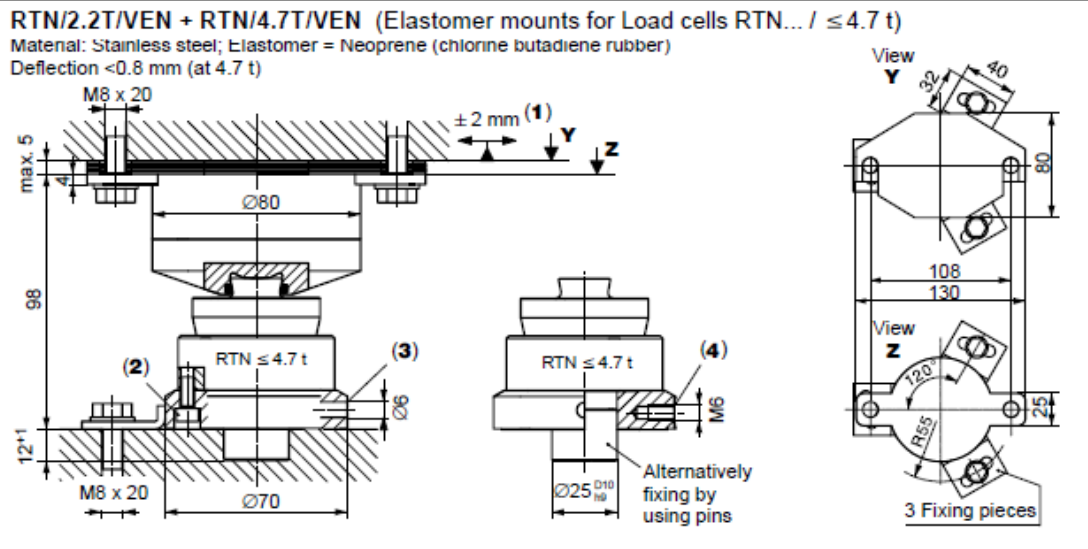 RTN/2.2T/VEN + RTN/4.7T/VEN (Elastomer mounts for Load cells RTN... / ≤ 4.7 t)
Material: Stainless steel; Elastomer = Neoprene (chlorine butadiene rubber)
Deflection <0.8 mm (at 4.7 t)
M8 x 20
± 2 mm (1)
Y
Z
max. 5
4
Ø80
98
RTN ≤ 4.7 t
(2)
(3)
Ø6
12+1
M8 x 20
Ø70
RTN ≤ 4.7 t
(4)
M6
Ø25 D10
h9
Alternatively
fixing by
using pins
View
Y
32
40
80
108
130
View
Z
120°
R55
25
3 Fixing pieces